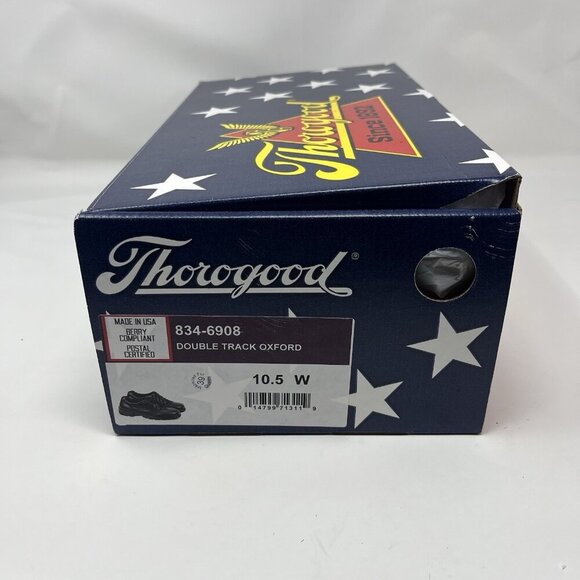 Thorogood
Since 1892
Thorogood®
MADE IN USA
BERRY
COMPLIANT
POSTAL
CERTIFIED
834-6908
DOUBLE TRACK OXFORD
39
10.5 W
0 14799 71311 9